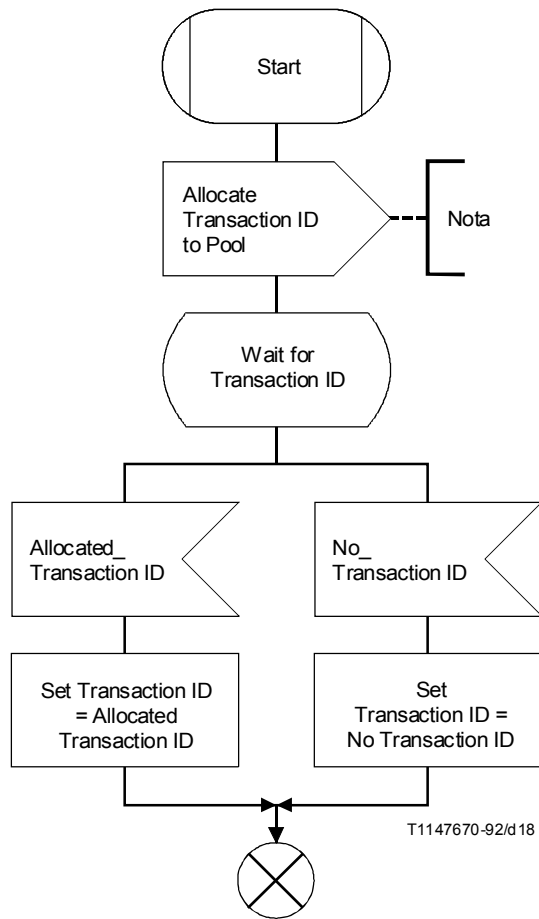 Start
Allocate
Transaction ID
to Pool
Nota
Wait for
Transaction ID
Allocated_
Transaction ID
No_
Transaction ID
Set Transaction ID
= Allocated
Transaction ID
Set
Transaction ID =
No Transaction ID
T1147670-92/d18